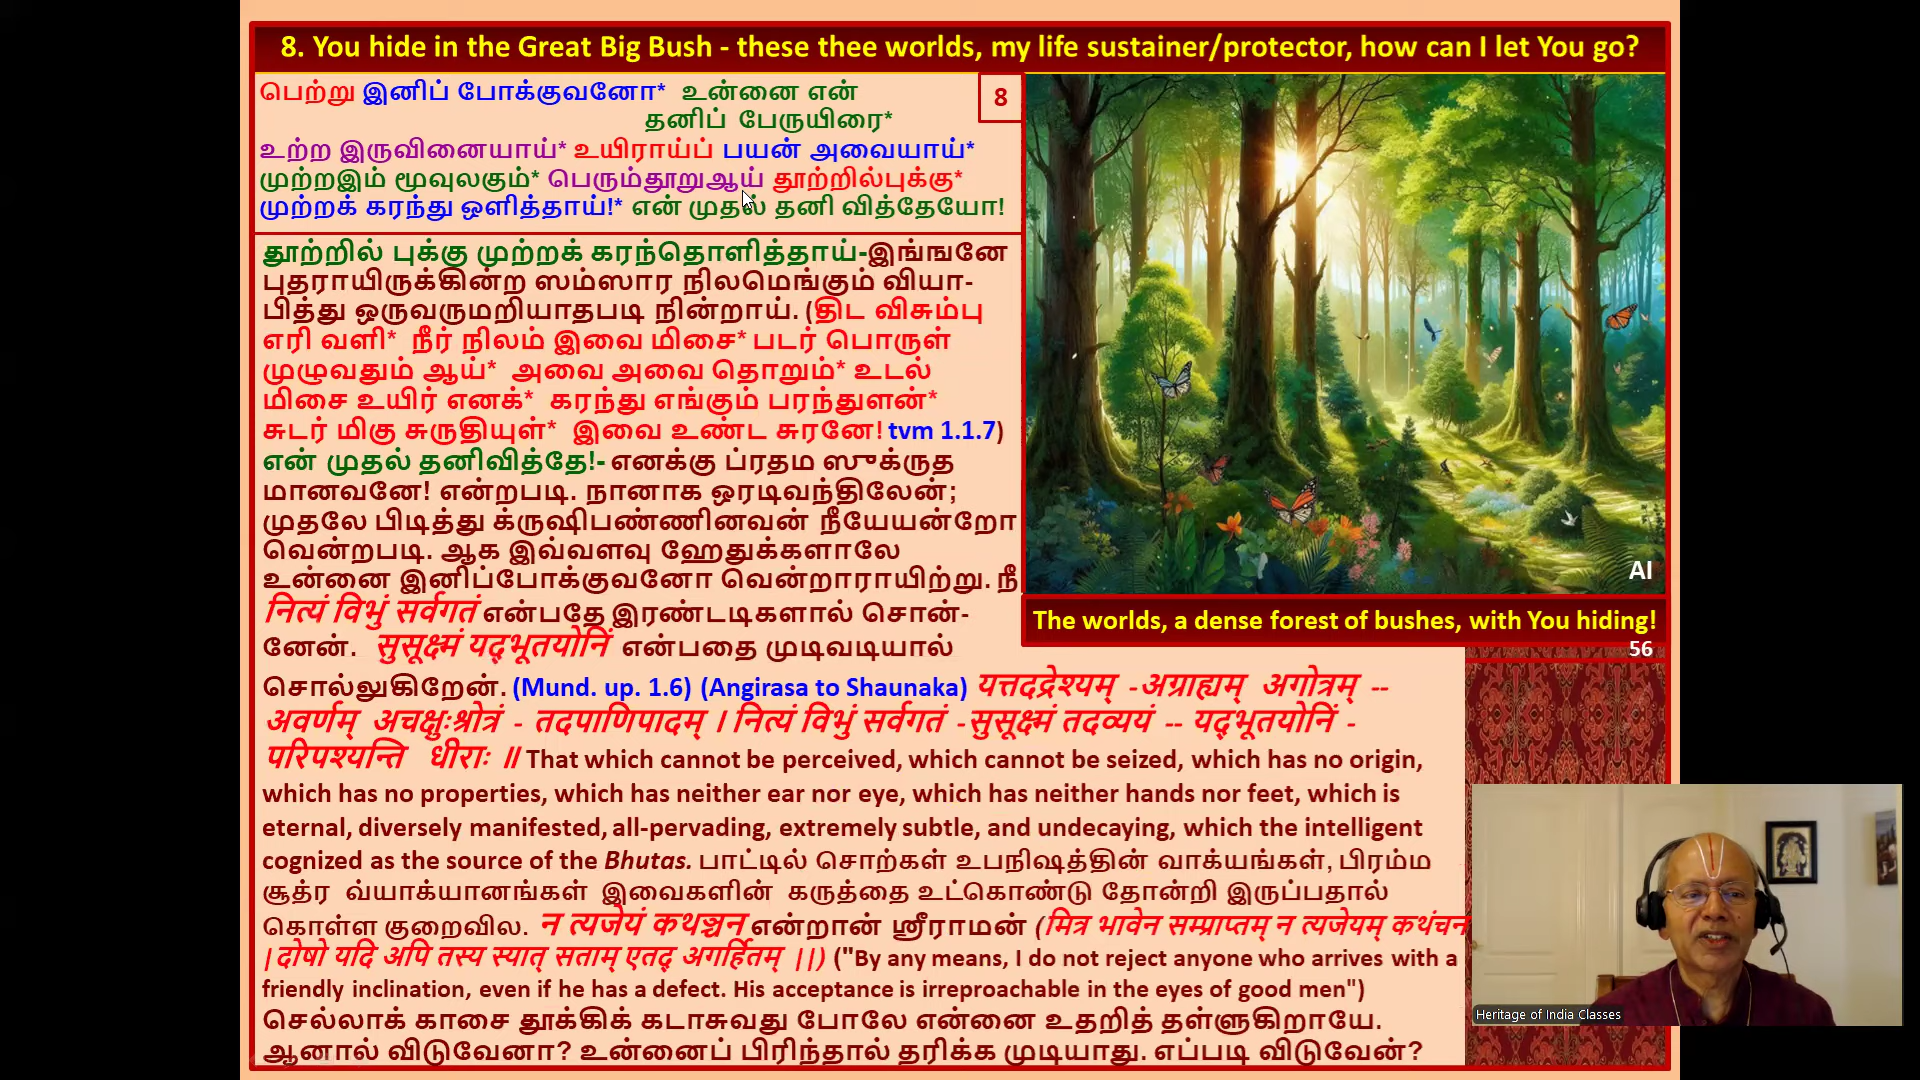 8. You hide in the Great Big Bush - these thee worlds, my life sustainer/protector, how can I let You go?
பெற்று இனிப் போக்குவனோ* உன்னை என்
தனிப் பேருயிரை*
உற்ற இருவினையாய்* உயிராய்ப் பயன் அவையாய்*
முற்றஇம் மூவுலகும்* பெரும்தூறுஆய் தூற்றில்புக்கு*
முற்றக் கரந்து ஒளித்தாய்!* என் முதல் தனி வித்தேயோ!
8
தூற்றில் புக்கு முற்றக் கரந்தொளித்தாய்-இங்ஙனே
புதராயிருக்கின்ற ஸம்ஸார நிலமெங்கும் வியா-
பித்து ஒருவருமறியாதபடி நின்றாய். (திட விசும்பு
எரி வளி* நீர் நிலம் இவை மிசை* படர் பொருள்
முழுவதும் ஆய்* அவை அவை தொறும்* உடல்
மிசை உயிர் எனக்* கரந்து எங்கும் பரந்துளன்*
சுடர் மிகு சுருதியுள்* இவை உண்ட சுரனே! tvm 1.1.7)
என் முதல் தனிவித்தே!- எனக்கு ப்ரதம ஸுக்ருத
மானவனே! என்றபடி. நானாக ஒரடிவந்திலேன்;
முதலே பிடித்து க்ருஷிபண்ணினவன் நீயேயன்றோ
வென்றபடி. ஆக இவ்வளவு ஹேதுக்களாலே
உன்னை இனிப்போக்குவனோ வென்றாராயிற்று. நீ
नित्यं विभुं सर्वगतं என்பதே இரண்டடிகளால் சொன்-
னேன். सुसूक्ष्मं यद्भूतयोनिं என்பதை முடிவடியால்
சொல்லுகிறேன். (Mund. up. 1.6) (Angirasa to Shaunaka) यत्तदद्रेश्यम् -अग्राह्यम् अगोत्रम् --
अवर्णम् अचक्षुःश्रोत्रं - तदपाणिपादम् । नित्यं विभुं सर्वगतं -सुसूक्ष्मं तदव्ययं -- यद्भूतयोनिं -
परिपश्यन्ति धीराः ॥ That which cannot be perceived, which cannot be seized, which has no origin,
which has no properties, which has neither ear nor eye, which has neither hands nor feet, which is
eternal, diversely manifested, all-pervading, extremely subtle, and undecaying, which the intelligent
cognized as the source of the Bhutas. பாட்டில் சொற்கள் உபநிஷத்தின் வாக்யங்கள், பிரம்ம
சூத்ர வ்யாக்யானங்கள் இவைகளின் கருத்தை உட்கொண்டு தோன்றி இருப்பதால்
கொள்ள குறைவில. न त्यजेयं कथञ्चन என்றான் ஸ்ரீராமன் (मित्र भावेन सम्प्राप्तम् न त्यजेयम् कथंचन
|दोषो यदि अपि तस्य स्यात् सताम् एतद् अगर्हितम् ||) ("By any means, I do not reject anyone who arrives with a
friendly inclination, even if he has a defect. His acceptance is irreproachable in the eyes of good men")
செல்லாக் காசை தூக்கிக் கடாசுவது போலே என்னை உதறித் தள்ளுகிறாயே.
ஆனால் விடுவேனா? உன்னைப் பிரிந்தால் தரிக்க முடியாது. எப்படி விடுவேன்?
AI
The worlds, a dense forest of bushes, with You hiding!
56
Heritage of India Classes